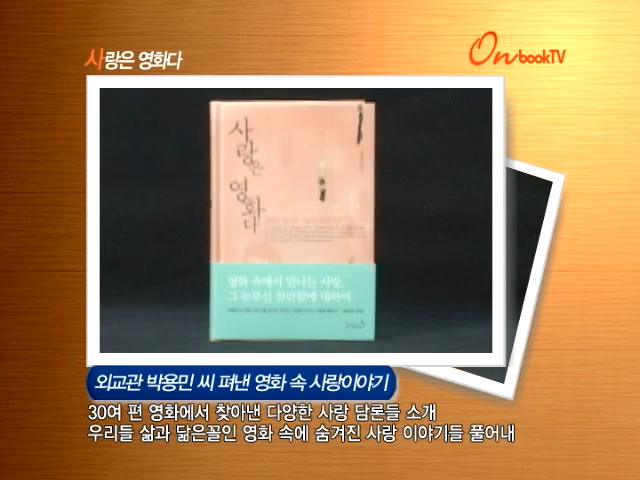 사랑은 영화다
On bookTV
사랑은
영화다
영화 속에서 만나는 사랑,
그 눈부신 찬란함에 대하여
외교관 박용민 씨 펴낸 영화 속 사랑이야기
30여 편 영화에서 찾아낸 다양한 사랑 담론들 소개
우리들 삶과 닮은꼴인 영화 속에 숨겨진 사랑 이야기들 풀어내